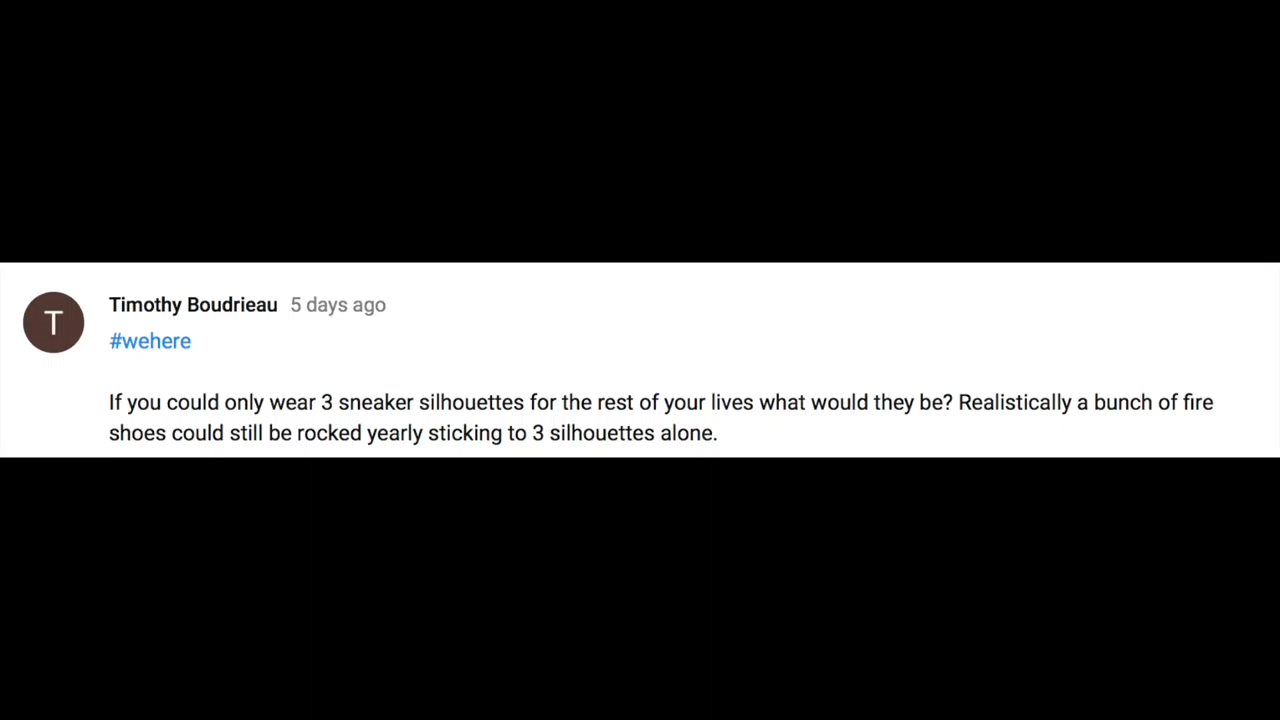 T
Timothy Boudrieau 5 days ago
#wehere
If you could only wear 3 sneaker silhouettes for the rest of your lives what would they be? Realistically a bunch of fire
shoes could still be rocked yearly sticking to 3 silhouettes alone.